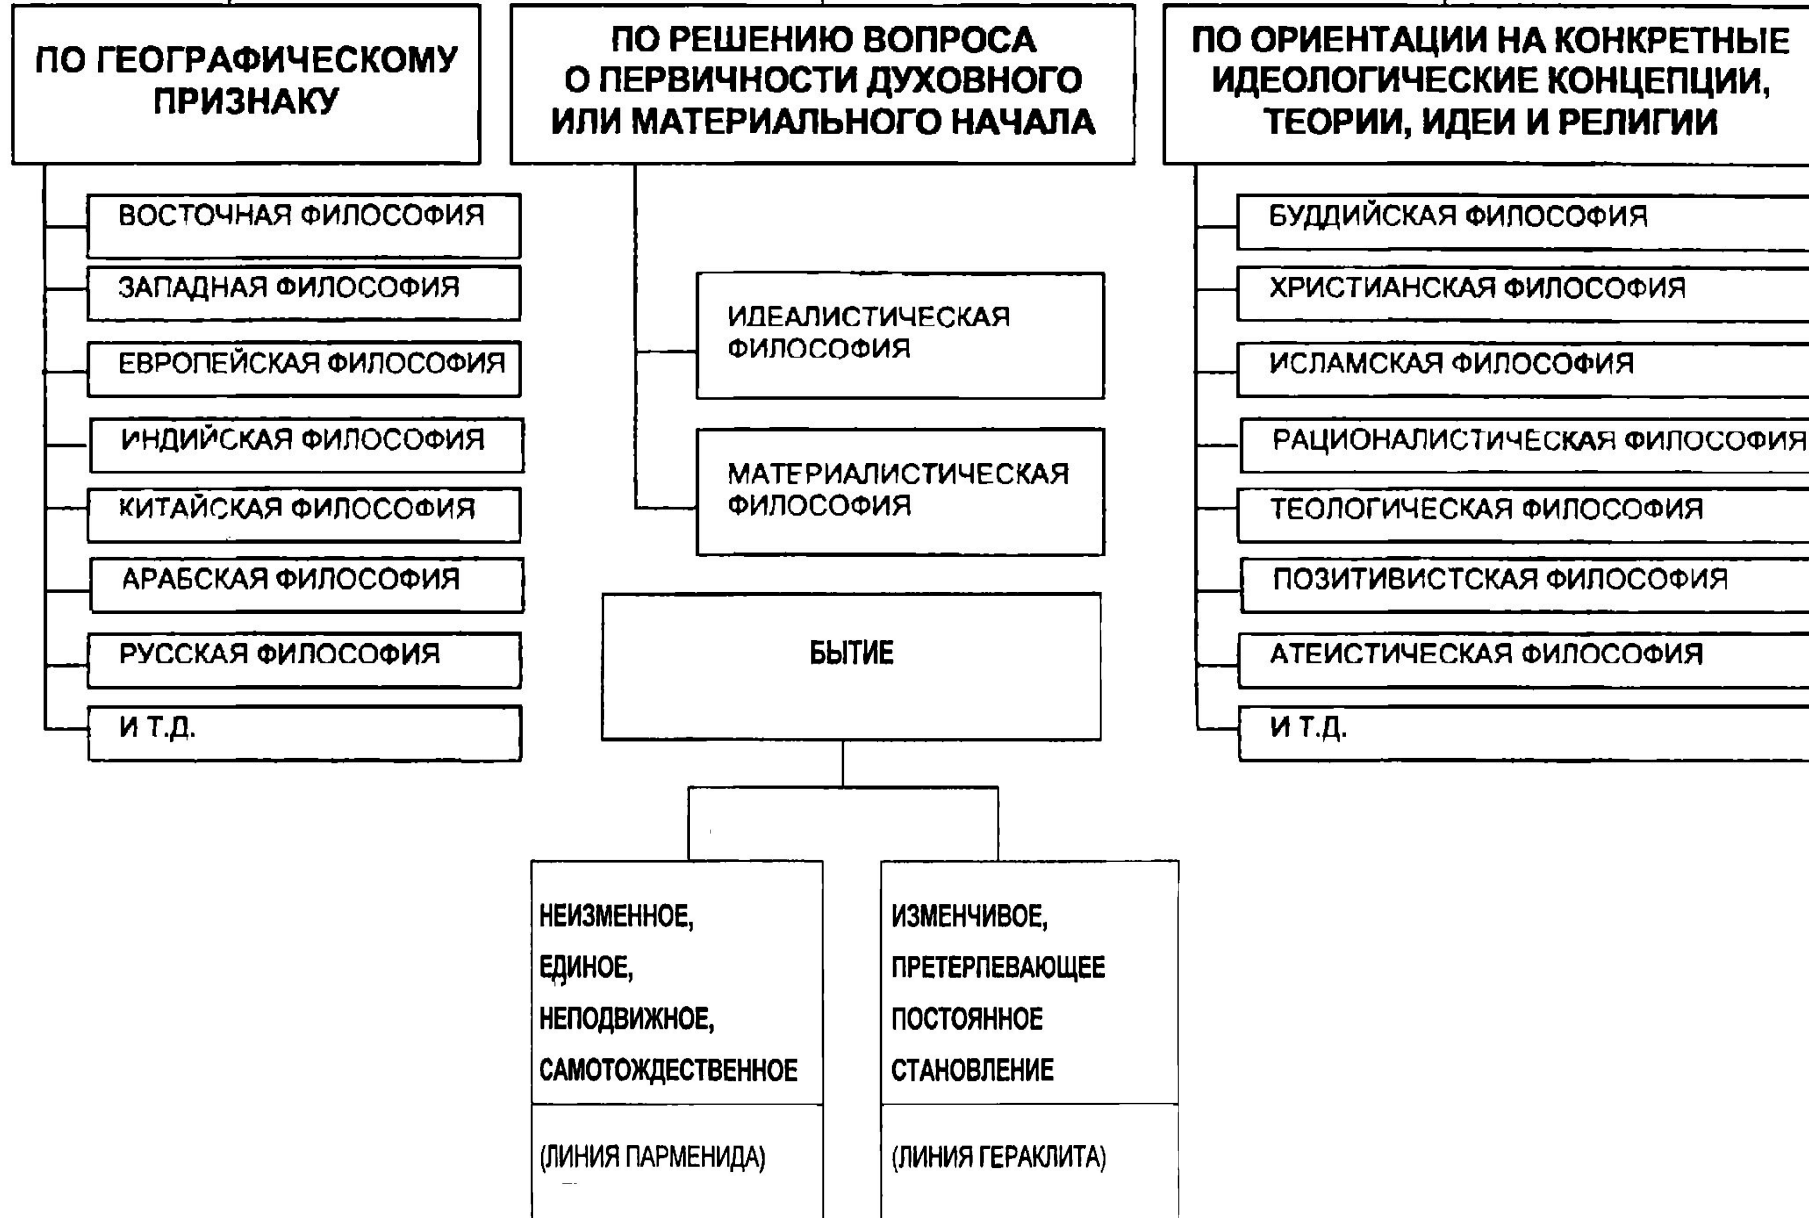 ПО ГЕОГРАФИЧЕСКОМУ
ПРИЗНАКУ
ВОСТОЧНАЯ ФИЛОСОФИЯ
ЗАПАДНАЯ ФИЛОСОФИЯ
ЕВРОПЕЙСКАЯ ФИЛОСОФИЯ
ИНДИЙСКАЯ ФИЛОСОФИЯ
КИТАЙСКАЯ ФИЛОСОФИЯ
АРАБСКАЯ ФИЛОСОФИЯ
РУССКАЯ ФИЛОСОФИЯ
И Т.Д.
ПО РЕШЕНИЮ ВОПРОСА
О ПЕРВИЧНОСТИ ДУХОВНОГО
ИЛИ МАТЕРИАЛЬНОГО НАЧАЛА
ИДЕАЛИСТИЧЕСКАЯ
ФИЛОСОФИЯ
МАТЕРИАЛИСТИЧЕСКАЯ
ФИЛОСОФИЯ
ПО ОРИЕНТАЦИИ НА КОНКРЕТНЫЕ
ИДЕОЛОГИЧЕСКИЕ КОНЦЕПЦИИ,
ТЕОРИИ, ИДЕИ И РЕЛИГИИ
БУДДИЙСКАЯ ФИЛОСОФИЯ
ХРИСТИАНСКАЯ ФИЛОСОФИЯ
ИСЛАМСКАЯ ФИЛОСОФИЯ
РАЦИОНАЛИСТИЧЕСКАЯ ФИЛОСОФИЯ
ТЕОЛОГИЧЕСКАЯ ФИЛОСОФИЯ
ПОЗИТИВИСТСКАЯ ФИЛОСОФИЯ
АТЕИСТИЧЕСКАЯ ФИЛОСОФИЯ
И Т.Д.
БЫТИЕ
НЕИЗМЕННОЕ,
ЕДИНОЕ,
НЕПОДВИЖНОЕ,
САМОТОЖДЕСТВЕННОЕ
(ЛИНИЯ ПАРМЕНИДА)
ИЗМЕНЧИВОЕ,
ПРЕТЕРПЕВАЮЩЕЕ
ПОСТОЯННОЕ
СТАНОВЛЕНИЕ
(ЛИНИЯ ГЕРАКЛИТА)